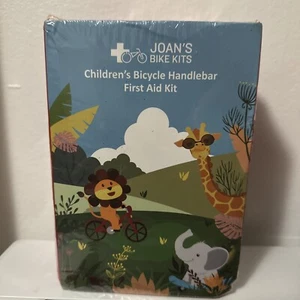 JOAN'S
BIKE KITS
Children's Bicycle Handlebar
First Aid Kit